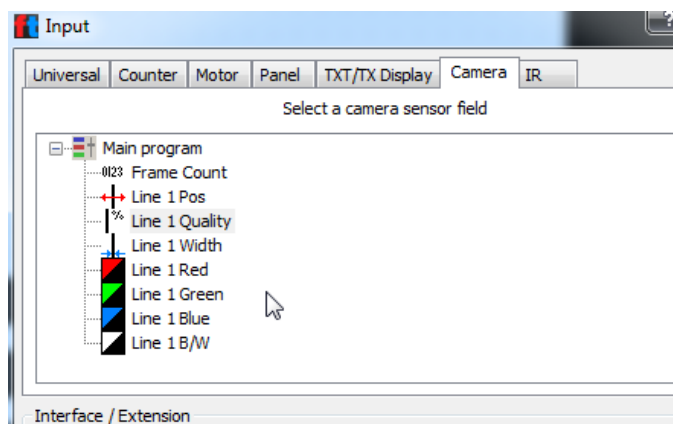 ft Input
?
Universal Counter Motor Panel TXT/TX Display Camera IR
Select a camera sensor field
Main program
0123 Frame Count
Line 1 Pos
% Line 1 Quality
Line 1 Width
Line 1 Red
Line 1 Green
Line 1 Blue
Line 1 B/W
Interface / Extension